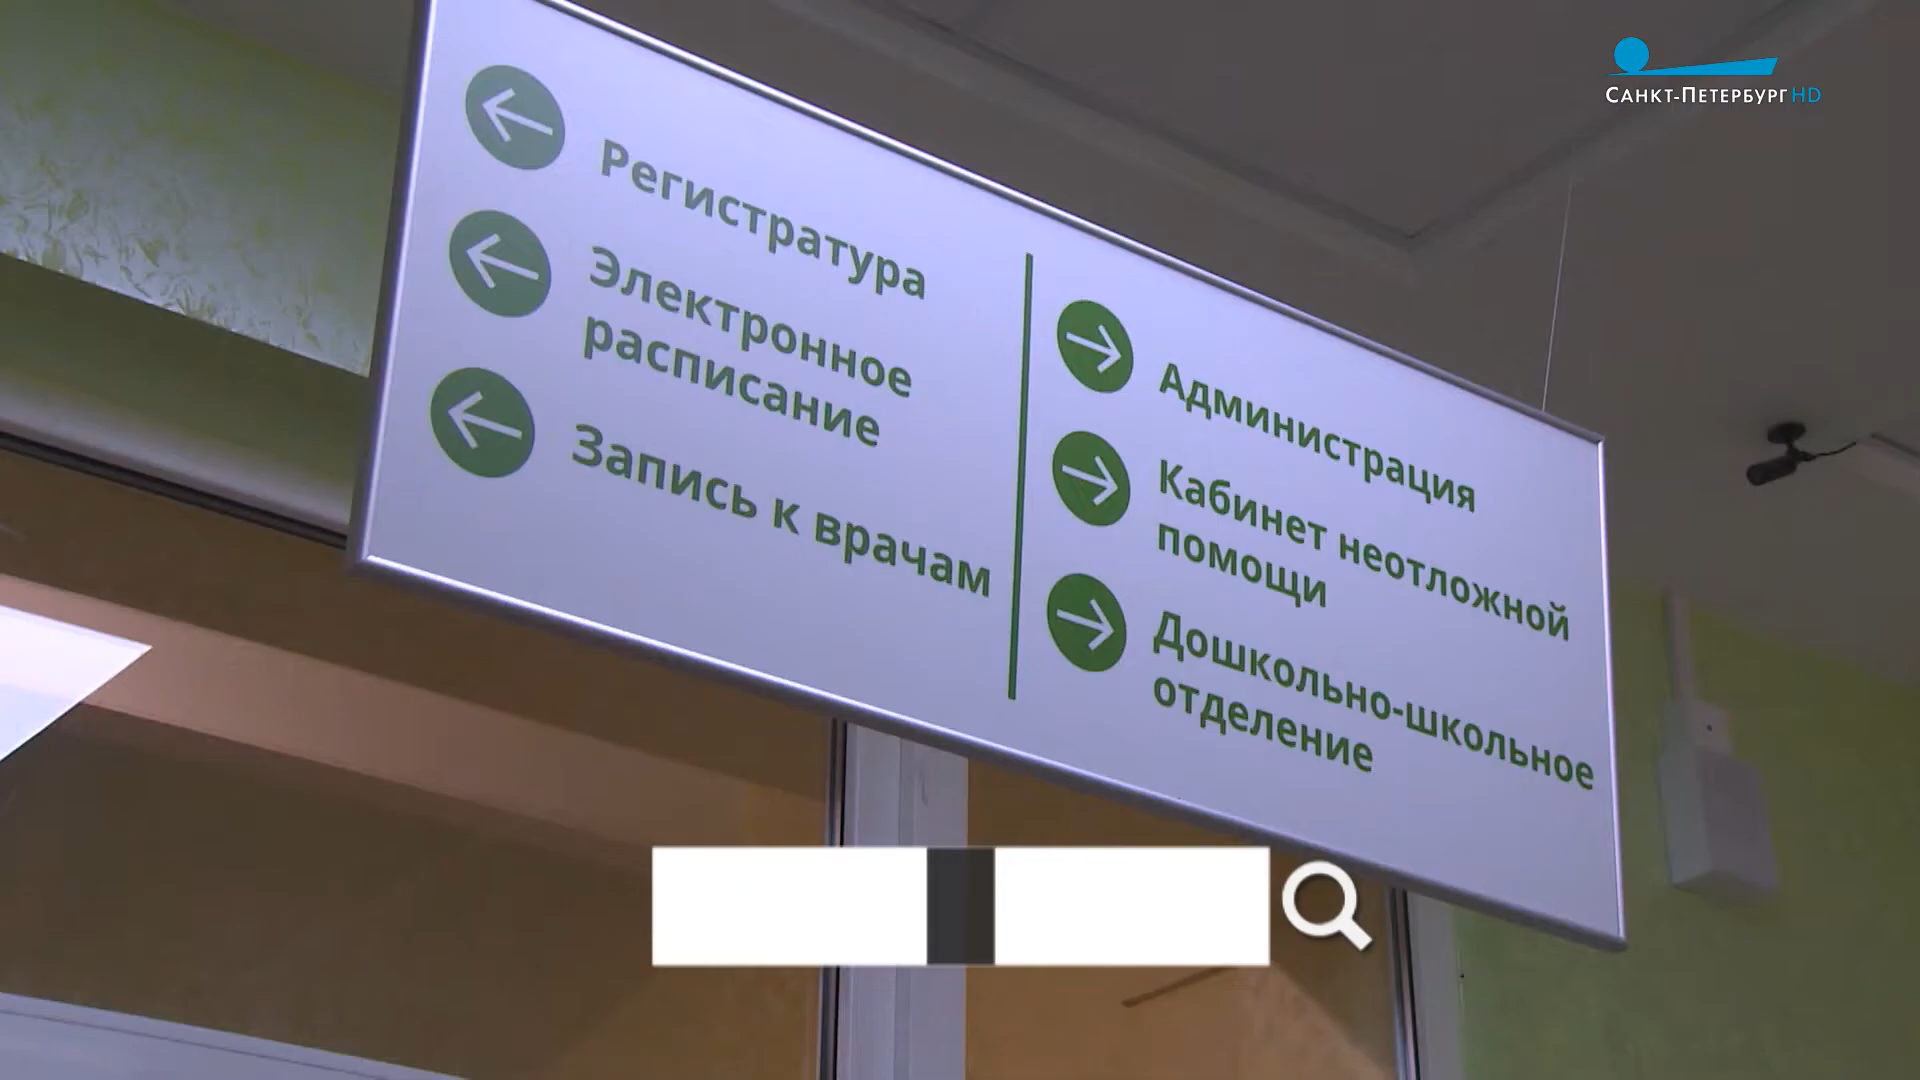 Санкт-Петербург HD
Регистратура
Электронное
расписание
Запись к врачам
Администрация
Кабинет неотложной
помощи
Дошкольно-школьное
отделение